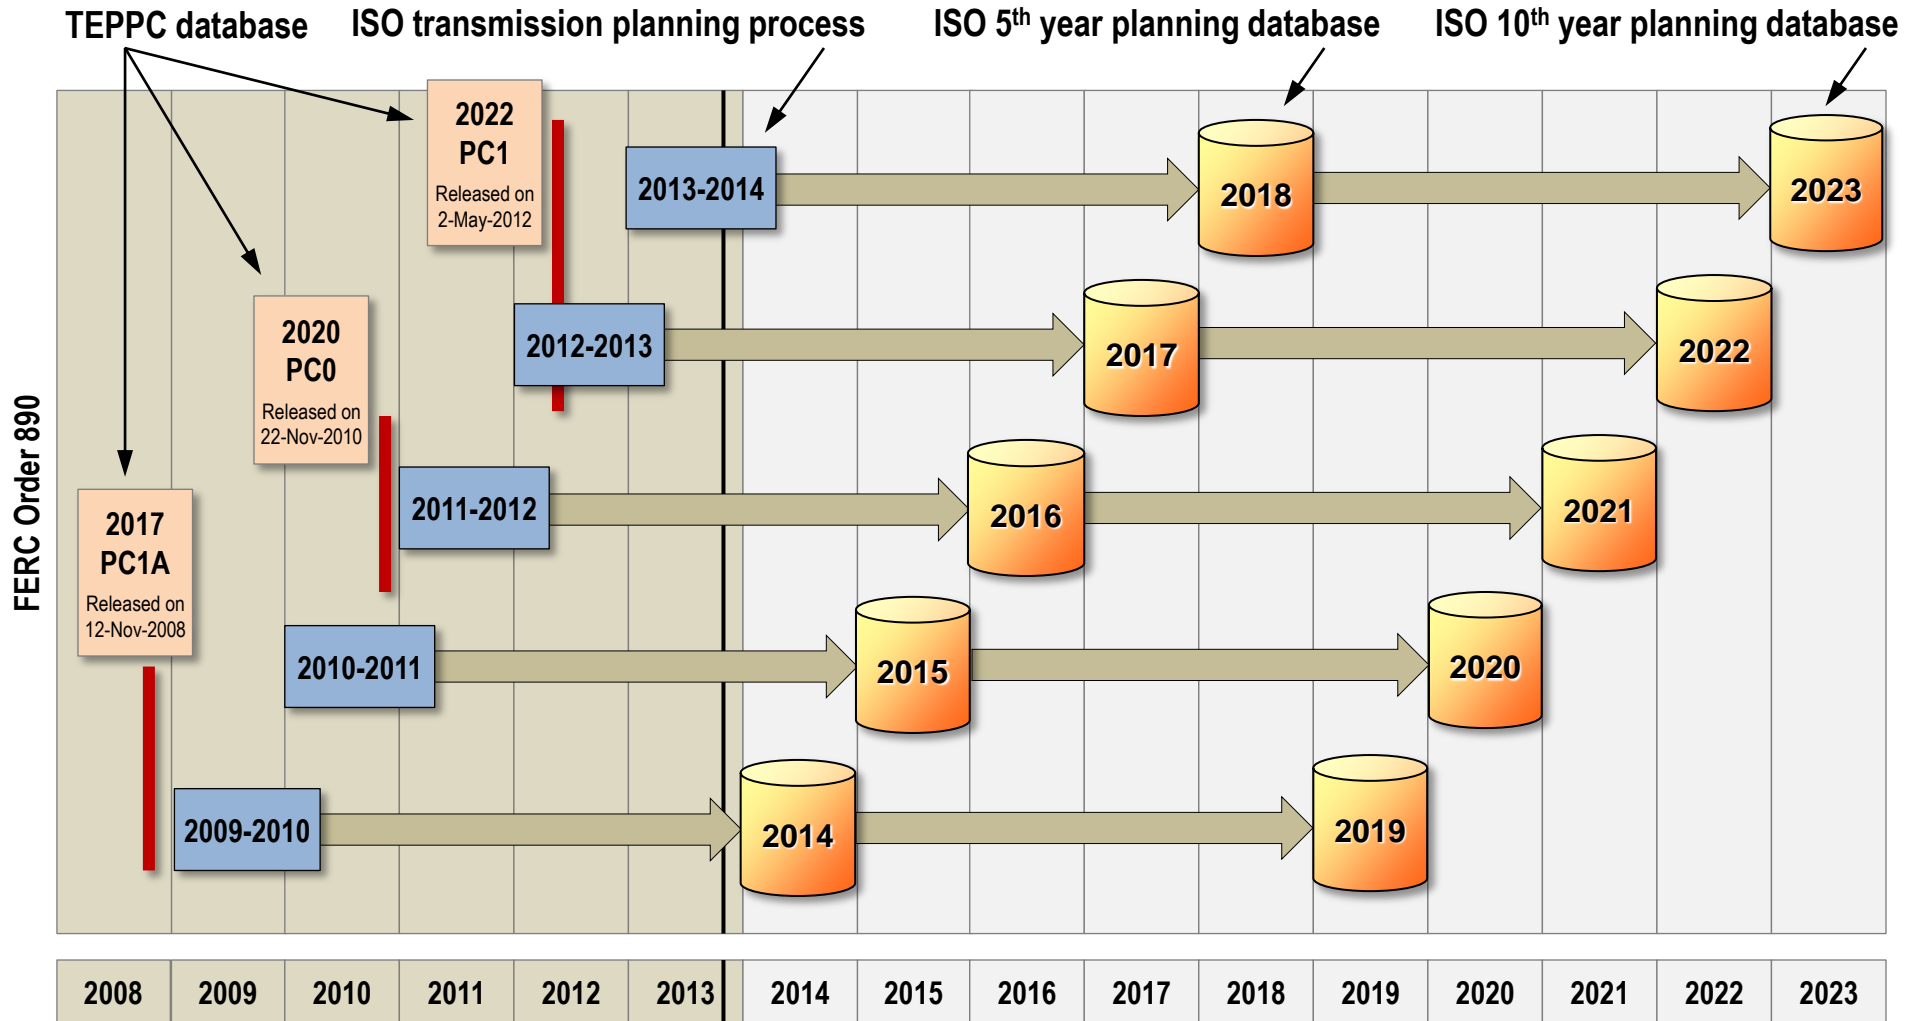 TEPPC database
ISO transmission planning process
ISO 5th year planning database
ISO 10th year planning database
FERC Order 890
2022
PC1
Released on
2-May-2012
2013-2014
2018
2023
2020
PC0
Released on
22-Nov-2010
2012-2013
2017
2022
2017
PC1A
Released on
12-Nov-2008
2011-2012
2016
2021
2010-2011
2015
2020
2009-2010
2014
2019
2008 2009 2010 2011 2012 2013 2014 2015 2016 2017 2018 2019 2020 2021 2022 2023